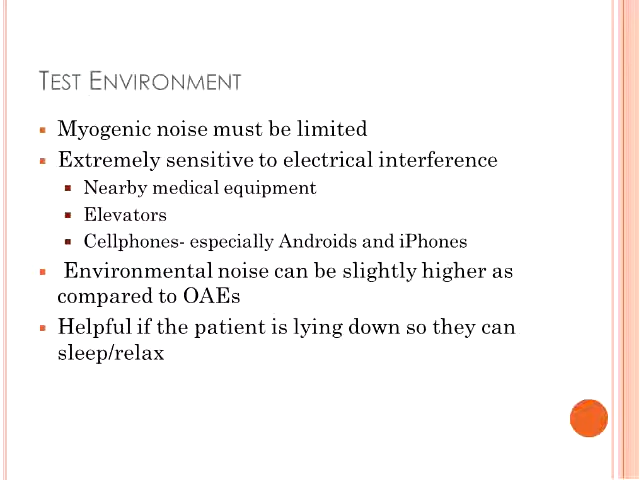 TEST ENVIRONMENT
Myogenic noise must be limited
Extremely sensitive to electrical interference
Nearby medical equipment
Elevators
Cellphones- especially Androids and iPhones
Environmental noise can be slightly higher as
compared to OAEs
Helpful if the patient is lying down so they can
sleep/relax